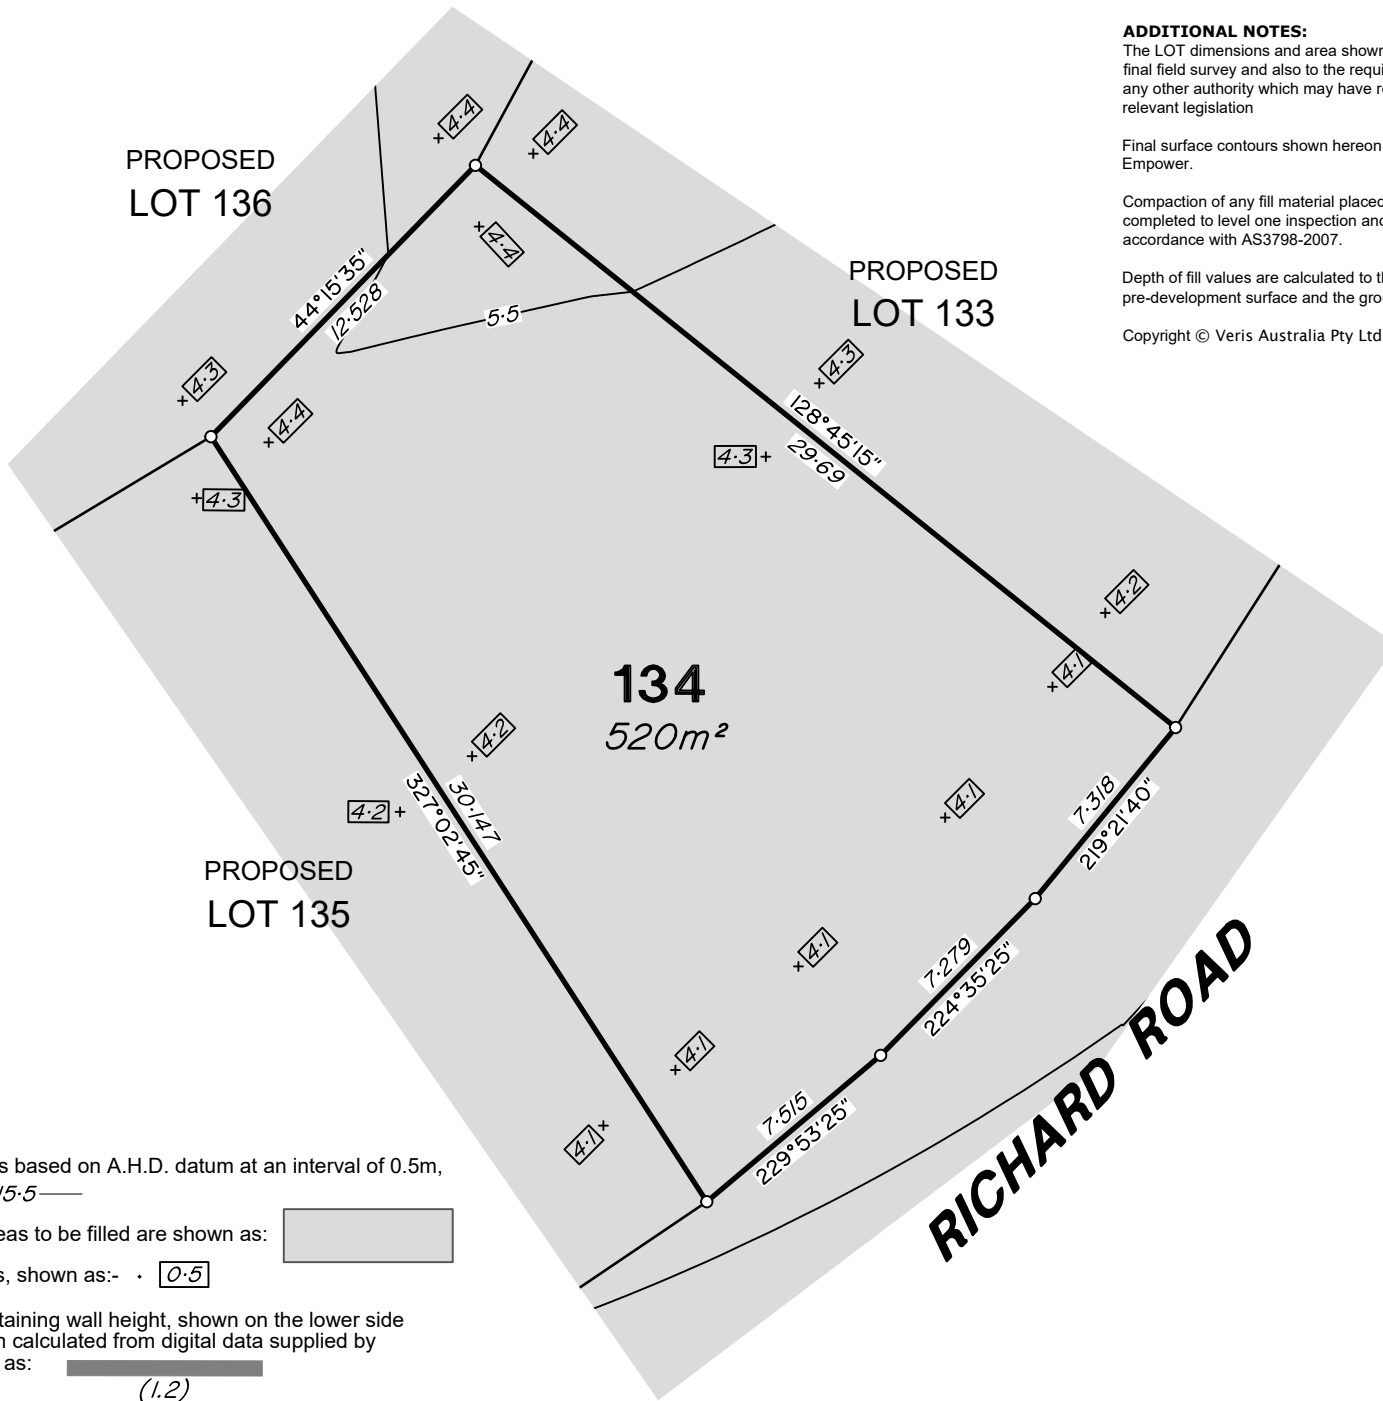 ADDITIONAL NOTES:
The LOT dimensions and area shown
final field survey and also to the requi
any other authority which may have re
relevant legislation
Final surface contours shown hereon
Empower.
Compaction of any fill material placed
completed to level one inspection and
accordance with AS3798-2007.
Depth of fill values are calculated to th
pre-development surface and the grou
Copyright © Veris Australia Pty Ltd
4·4
4·4
PROPOSED
LOT 136
4·4
44°15'35"
12·528
5·5
PROPOSED
LOT 133
4·3
4·3
4·4
128°45'15"
29·69
4·3
4·3
4·2
4·1
134
520m²
4·2
4·2
30·147
327°02'45"
4·1
7·318
219°21'40"
PROPOSED
LOT 135
4·1
7·279
224°35'25"
4·1
4·1
7·515
229°53'25"
RICHARD ROAD
s based on A.H.D. datum at an interval of 0.5m,
15·5
eas to be filled are shown as:
s, shown as:- · 0·5
taining wall height, shown on the lower side
n calculated from digital data supplied by
as:
(1.2)